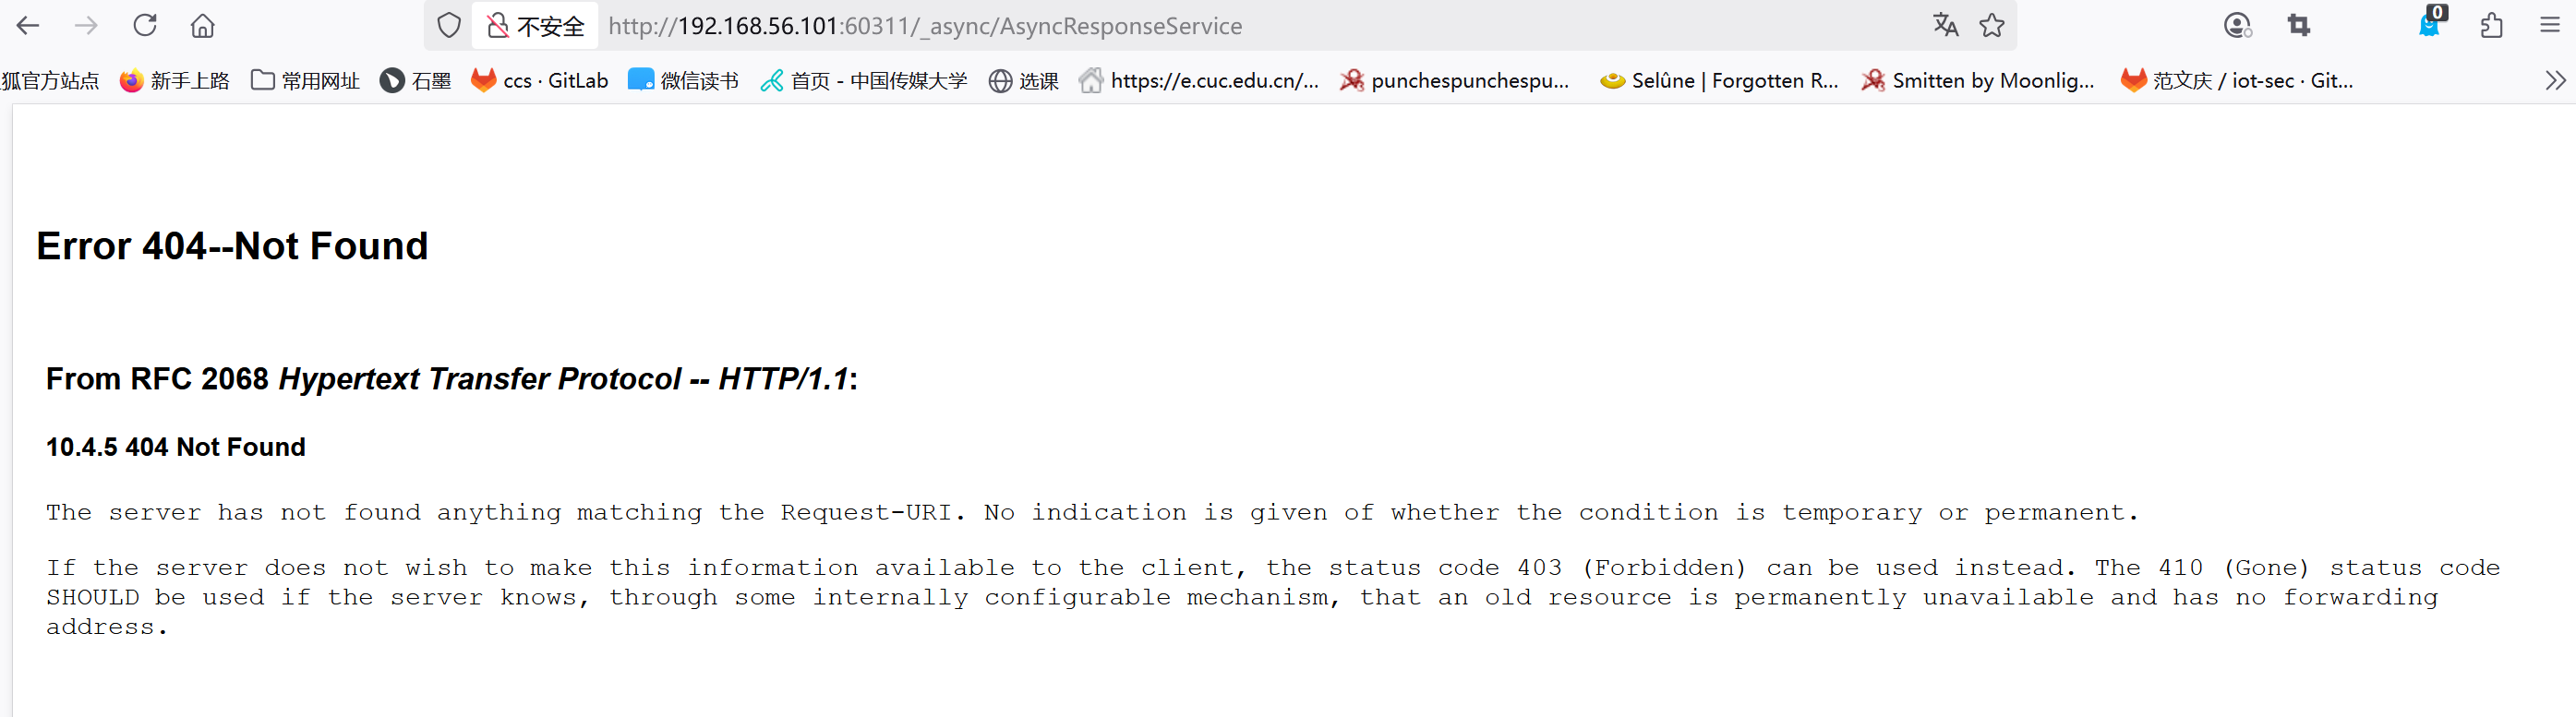 不安全 http://192.168.56.101:60311/_async/AsyncResponseService 0
狐官方站点 新手上路 常用网址 石墨 ccs · GitLab 微信读书 首页 - 中国传媒大学 选课 https://e.cuc.edu.cn/... punchespunchespu... Selûne | Forgotten R... Smitten by Moonlig... 范文庆 / iot-sec · Git...
Error 404--Not Found
From RFC 2068 Hypertext Transfer Protocol -- HTTP/1.1:
10.4.5 404 Not Found
The server has not found anything matching the Request-URI. No indication is given of whether the condition is temporary or permanent.
If the server does not wish to make this information available to the client, the status code 403 (Forbidden) can be used instead. The 410 (Gone) status code
SHOULD be used if the server knows, through some internally configurable mechanism, that an old resource is permanently unavailable and has no forwarding
address.